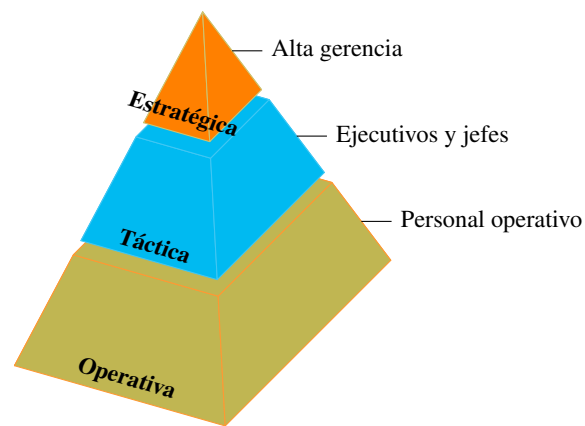 Alta gerencia
Estratégica
Ejecutivos y jefes
Táctica
Personal operativo
Operativa